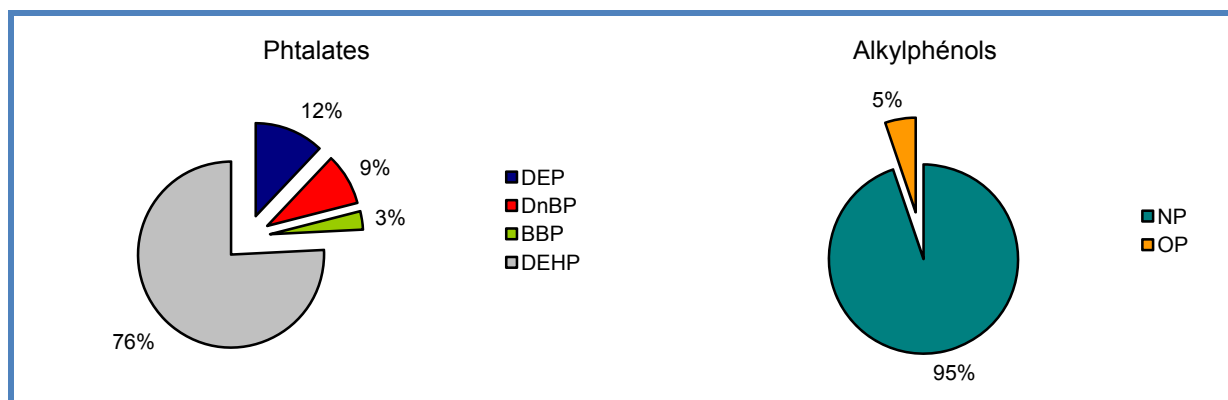 Phtalates
12%
9%
3%
76%
DEP
DnBP
BBP
DEHP
Alkylphénols
5%
95%
NP
OP